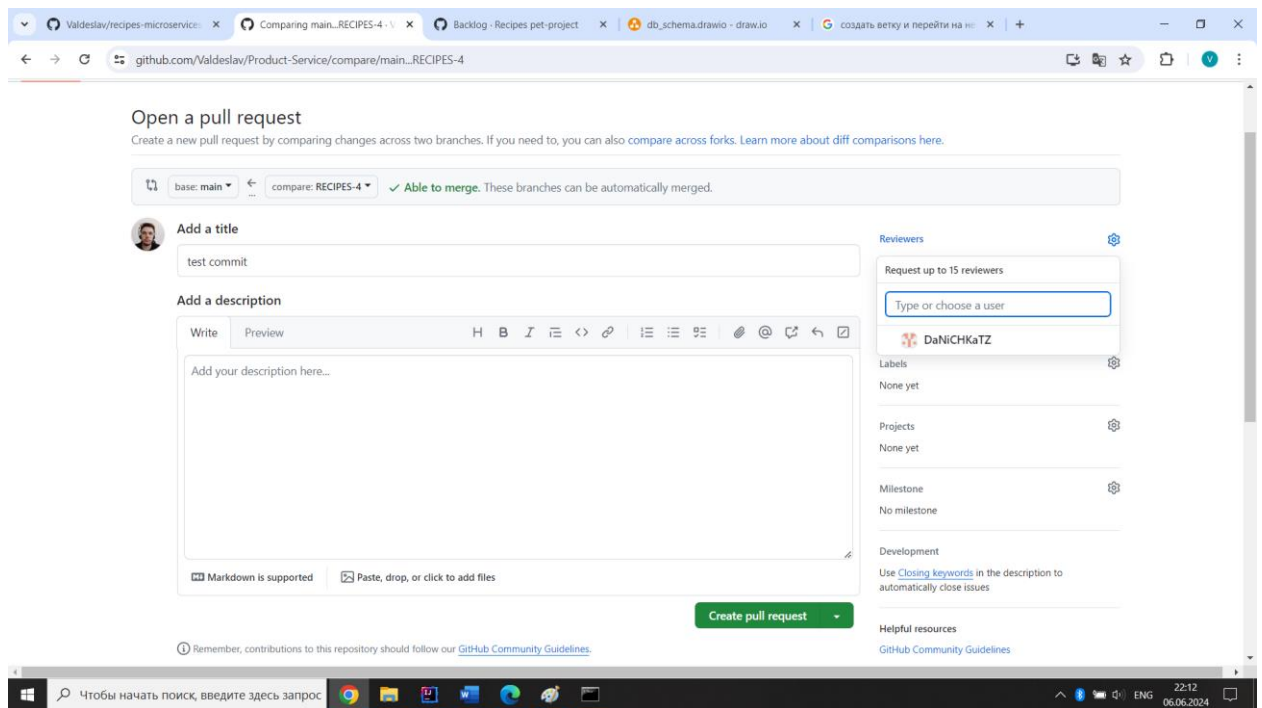 Valdeslav/recipes-microservices
Comparing main...RECIPES-4 · V
Backlog · Recipes pet-project
db_schema.drawio - draw.io
создать ветку и перейти на не
github.com/Valdeslav/Product-Service/compare/main...RECIPES-4
V
Open a pull request
Create a new pull request by comparing changes across two branches. If you need to, you can also compare across forks. Learn more about diff comparisons here.
base: main
compare: RECIPES-4
Able to merge. These branches can be automatically merged.
Add a title
test commit
Add a description
Write
Preview
Add your description here...
Markdown is supported
Paste, drop, or click to add files
Create pull request
Remember, contributions to this repository should follow our GitHub Community Guidelines.
Reviewers
Request up to 15 reviewers
Type or choose a user
DaNiCHKaTZ
Labels
None yet
Projects
None yet
Milestone
No milestone
Development
Use Closing keywords in the description to
automatically close issues
Helpful resources
GitHub Community Guidelines
Чтобы начать поиск, введите здесь запрос
ENG
22:12
06.06.2024